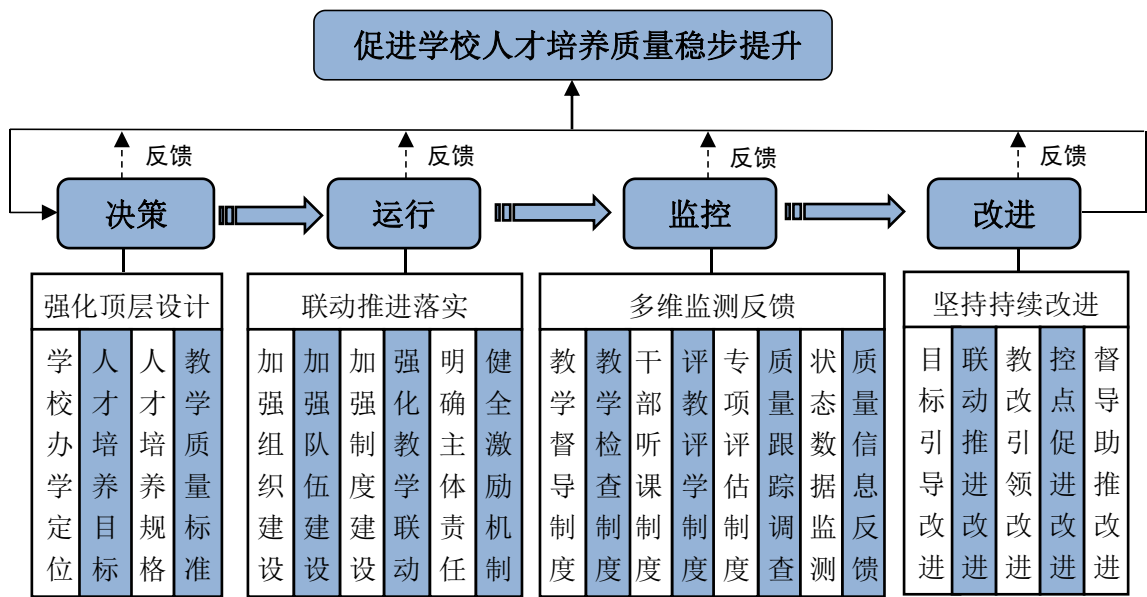 促进学校人才培养质量稳步提升
反馈
反馈
反馈
反馈
决策
运行
监控
改进
强化顶层设计
联动推进落实
多维监测反馈
坚持持续改进
学校办学定位
人才培养目标
人才培养规格
教学质量标准
加强组织建设
加强队伍建设
加强制度建设
强化教学联动
明确主体责任
健全激励机制
教学督导制度
教学检查制度
干部听课制度
评教评学制度
专项评估制度
质量跟踪调查
状态数据监测
质量信息反馈
目标引导改进
联动推进改进
教改引领改进
控点促进改进
督导助推改进